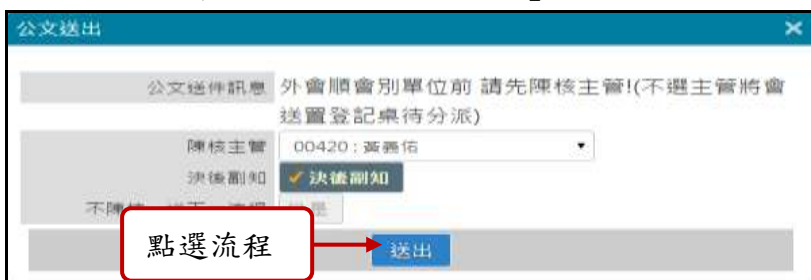 公文送出
公文送件訊息 外會順會別單位前 請先陳核主管!(不選主管將會
送置登記桌待分派)
陳核主管 00420 : 黃義佑
決後副知 決後副知
點選流程 送出